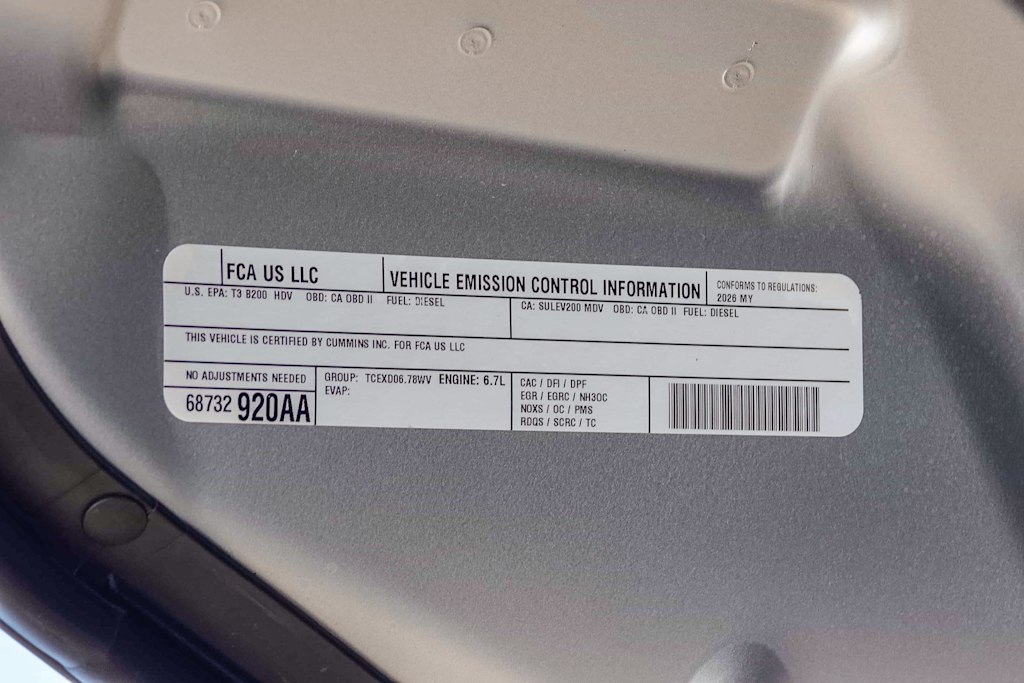 FCA US LLC
VEHICLE EMISSION CONTROL INFORMATION
CONFORMS TO REGULATIONS:
2026 MY
U.S. EPA: T3 B200 HDV OBD: CA OBD II FUEL: DIESEL
CA: SULEV200 MDV OBD: CA OBD II FUEL: DIESEL
THIS VEHICLE IS CERTIFIED BY CUMMINS INC. FOR FCA US LLC
NO ADJUSTMENTS NEEDED
68732 920AA
GROUP: TCEXD06.78WV ENGINE: 6.7L
EVAP:
CAC / DFI / DPF
EGR / EGRC / NH3OC
NOXS / OC / PMS
RDQS / SCRC / TC